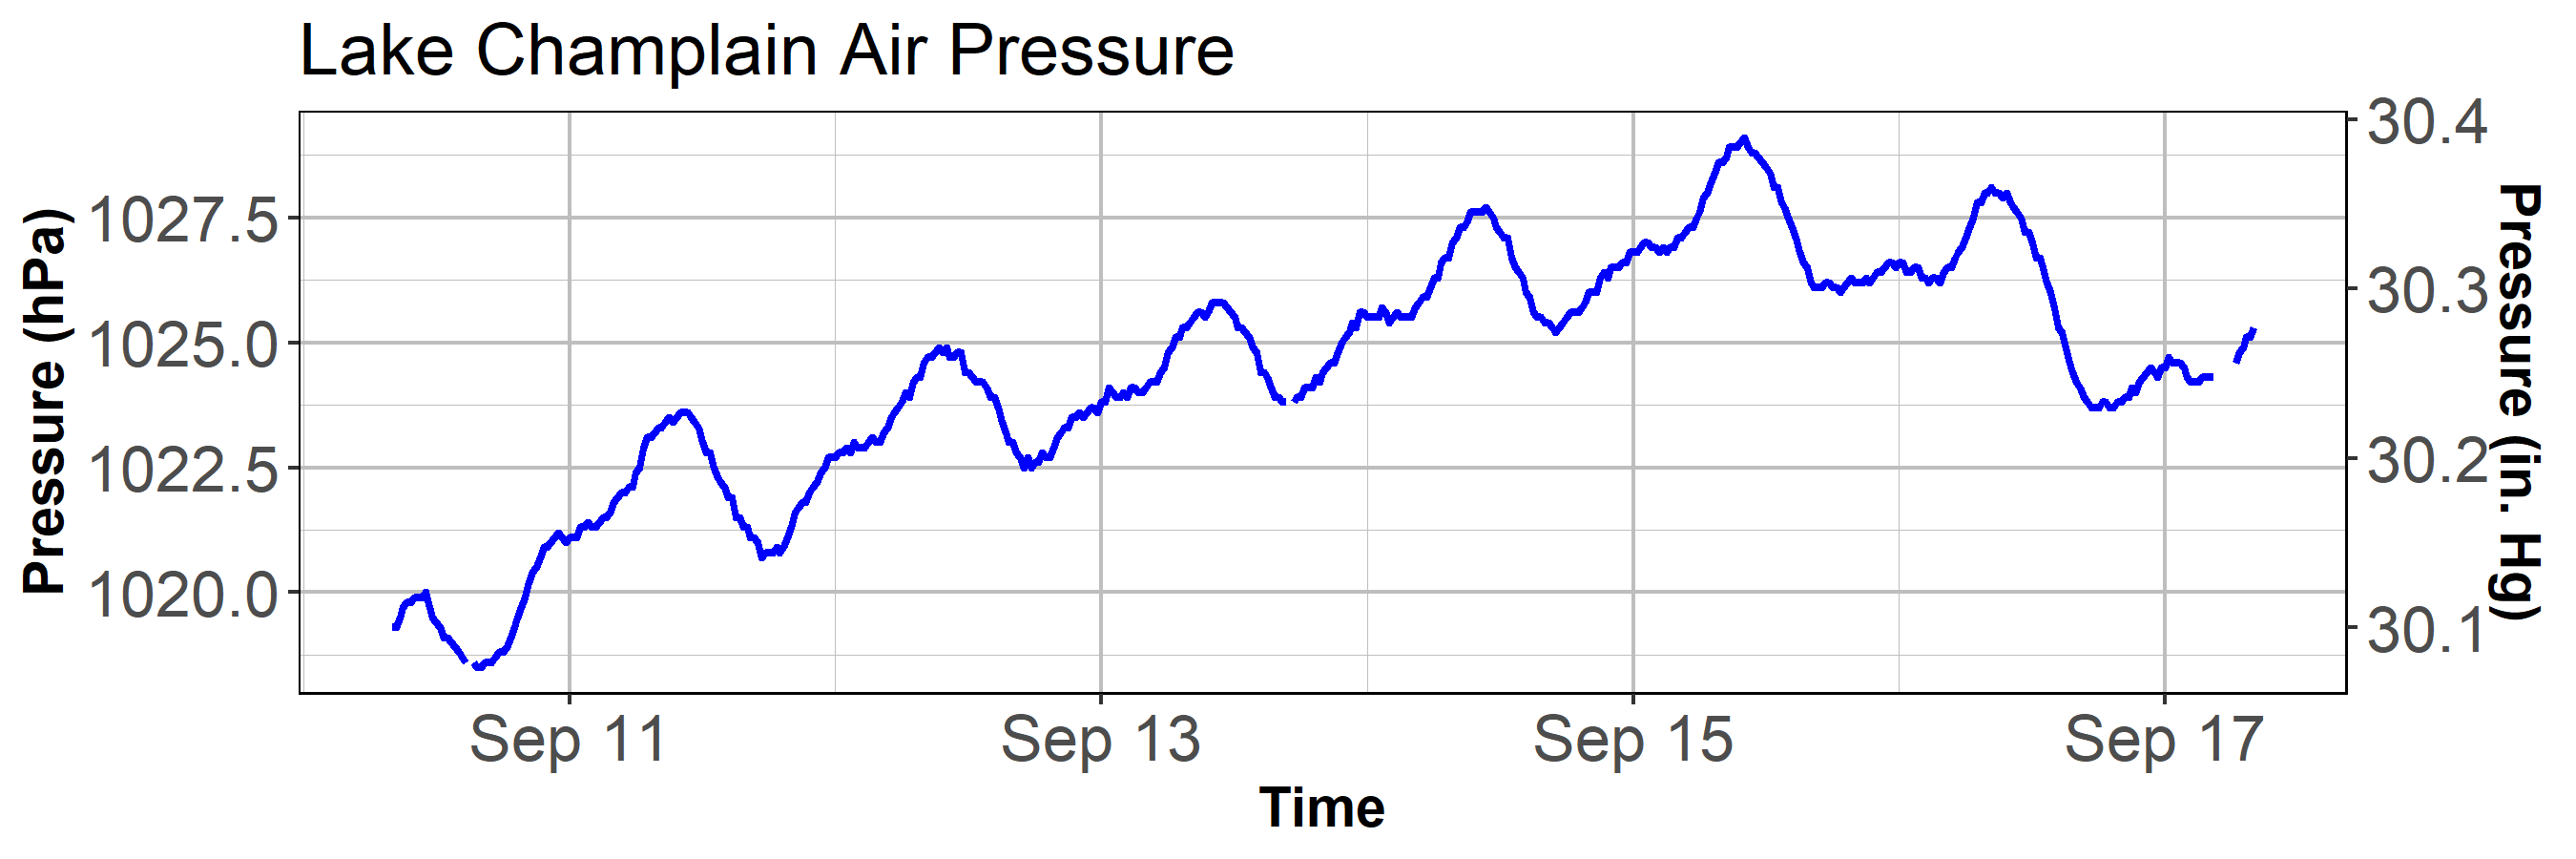 Lake Champlain Air Pressure
Pressure (hPa)
1027.5
1025.0
1022.5
1020.0
30.4
30.3
30.2
30.1
Pressure (in. Hg)
Sep 11
Sep 13
Sep 15
Sep 17
Time